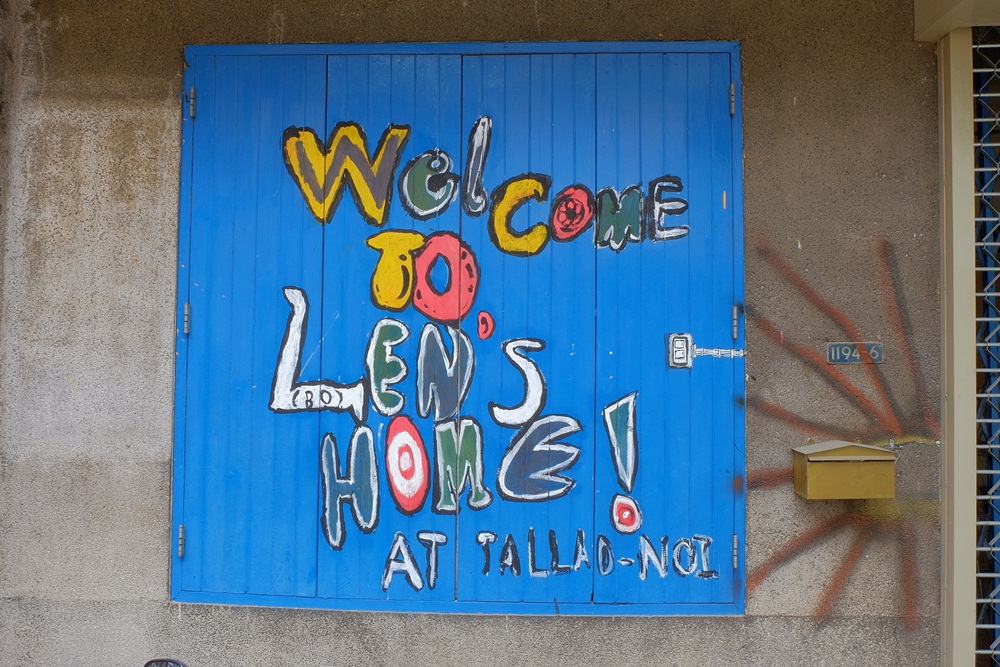 WelCOME
TO,
LEN'S
(BO)
HOME!
AT TALLAD-NOI
1194-6